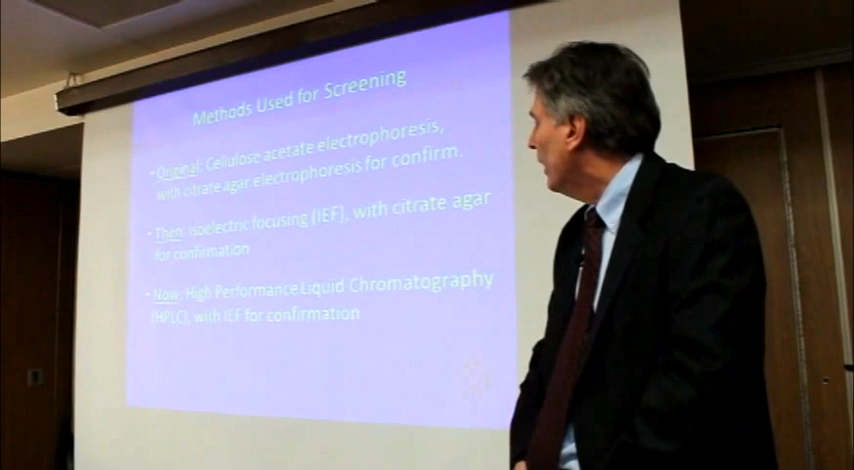 Methods Used for Screening
• Original: Cellulose acetate electrophoresis,
with citrate agar electrophoresis for confirm.
• Then: Isoelectric focusing (IEF), with citrate agar
for confirmation
• Now: High Performance Liquid Chromatography
(HPLC), with IEF for confirmation